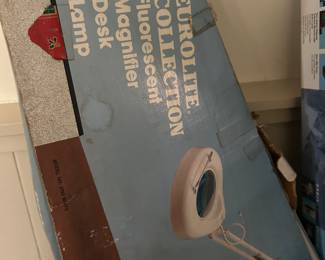 EUROLITE
COLLECTION
Fluorescent
Magnifier
Desk
Lamp